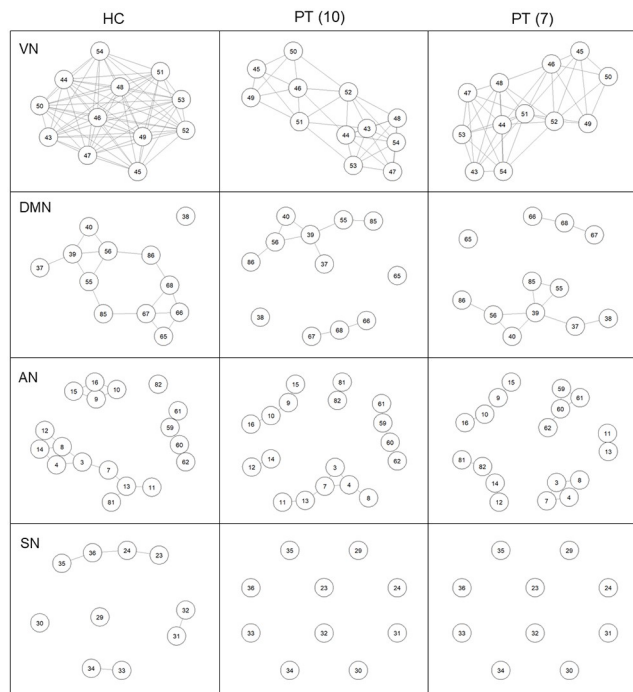 HC PT (10) PT (7)
VN
54
44 51
48
50 53
46
43 49 52
47
45
50
45
46 52
49
51 48
44 43
54
53
47
45
46
50
48
47
51
44 52 49
53
43 54
DMN
38
40
39 56 86
37
55 68
85 67 66
65
40 55 85
56 39
86 37
65
38
67 68 66
66 68 67
65
85 55
86
56 39
37 38
40
AN
16 82
15 10
9
61
12 59
14 8
4 3 7 60
62
13 11
81
15 81
9 82 61
10
16 59
60
12 14 62
3
7 4
11 13 8
15 59
9 61
10 60
16 62
11
13
81 82
14 3 8
12 7 4
SN
35 36 24 23
30 29 32
31
34 33
35 29
36 23 24
33 32 31
34 30
35 29
36 23 24
33 32 31
34 30